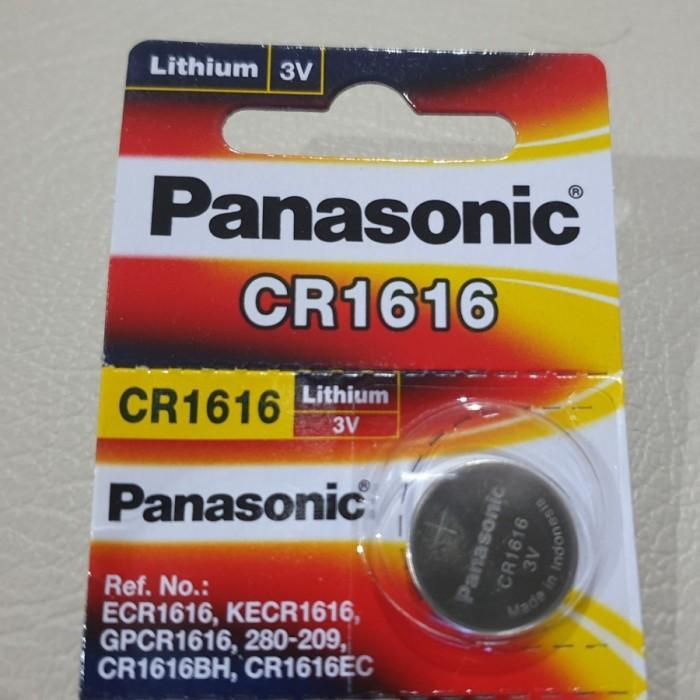 Lithium 3V
Panasonic®
CR1616
CR1616 Lithium
3V
Panasonic®
Ref. No.:
ECR1616, KECR1616,
GPCR1616, 280-209,
CR1616BH, CR1616EC
+
Panasonic
CR1616
3V
Made in Indonesia